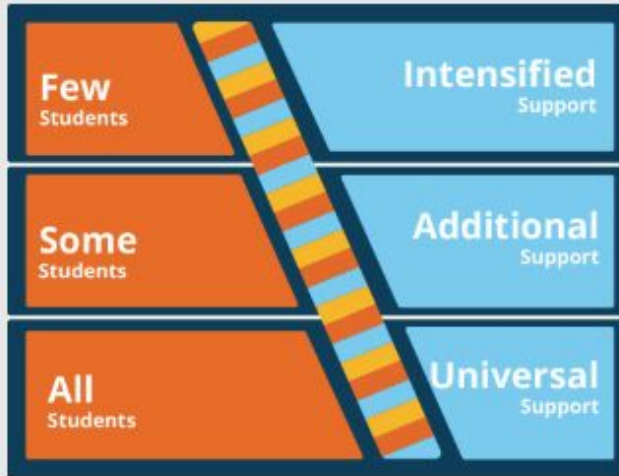 Few
Students
Intensified
Support
Some
Students
Additional
Support
All
Students
Universal
Support